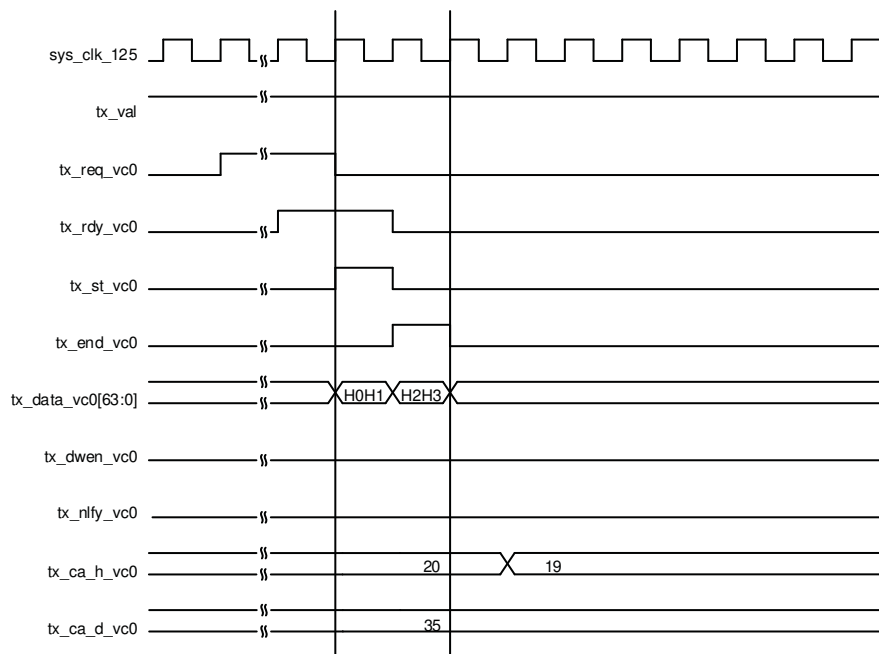 sys_clk_125
tx_val
tx_req_vc0
tx_rdy_vc0
tx_st_vc0
tx_end_vc0
tx_data_vc0[63:0] H0H1 H2H3
tx_dwen_vc0
tx_nlfy_vc0
tx_ca_h_vc0 20 19
tx_ca_d_vc0 35